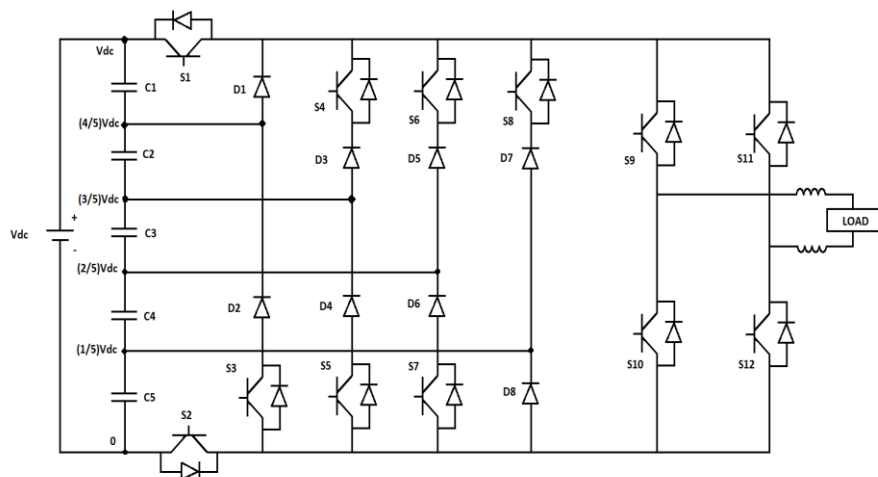 Vdc
S1
C1
D1
S4
S6
S8
(4/5)Vdc
C2
D3
D5
D7
S9
S11
(3/5)Vdc
LOAD
Vdc
+
-
C3
(2/5)Vdc
C4
D2
D4
D6
(1/5)Vdc
S3
S5
S7
S10
S12
C5
D8
S2
0